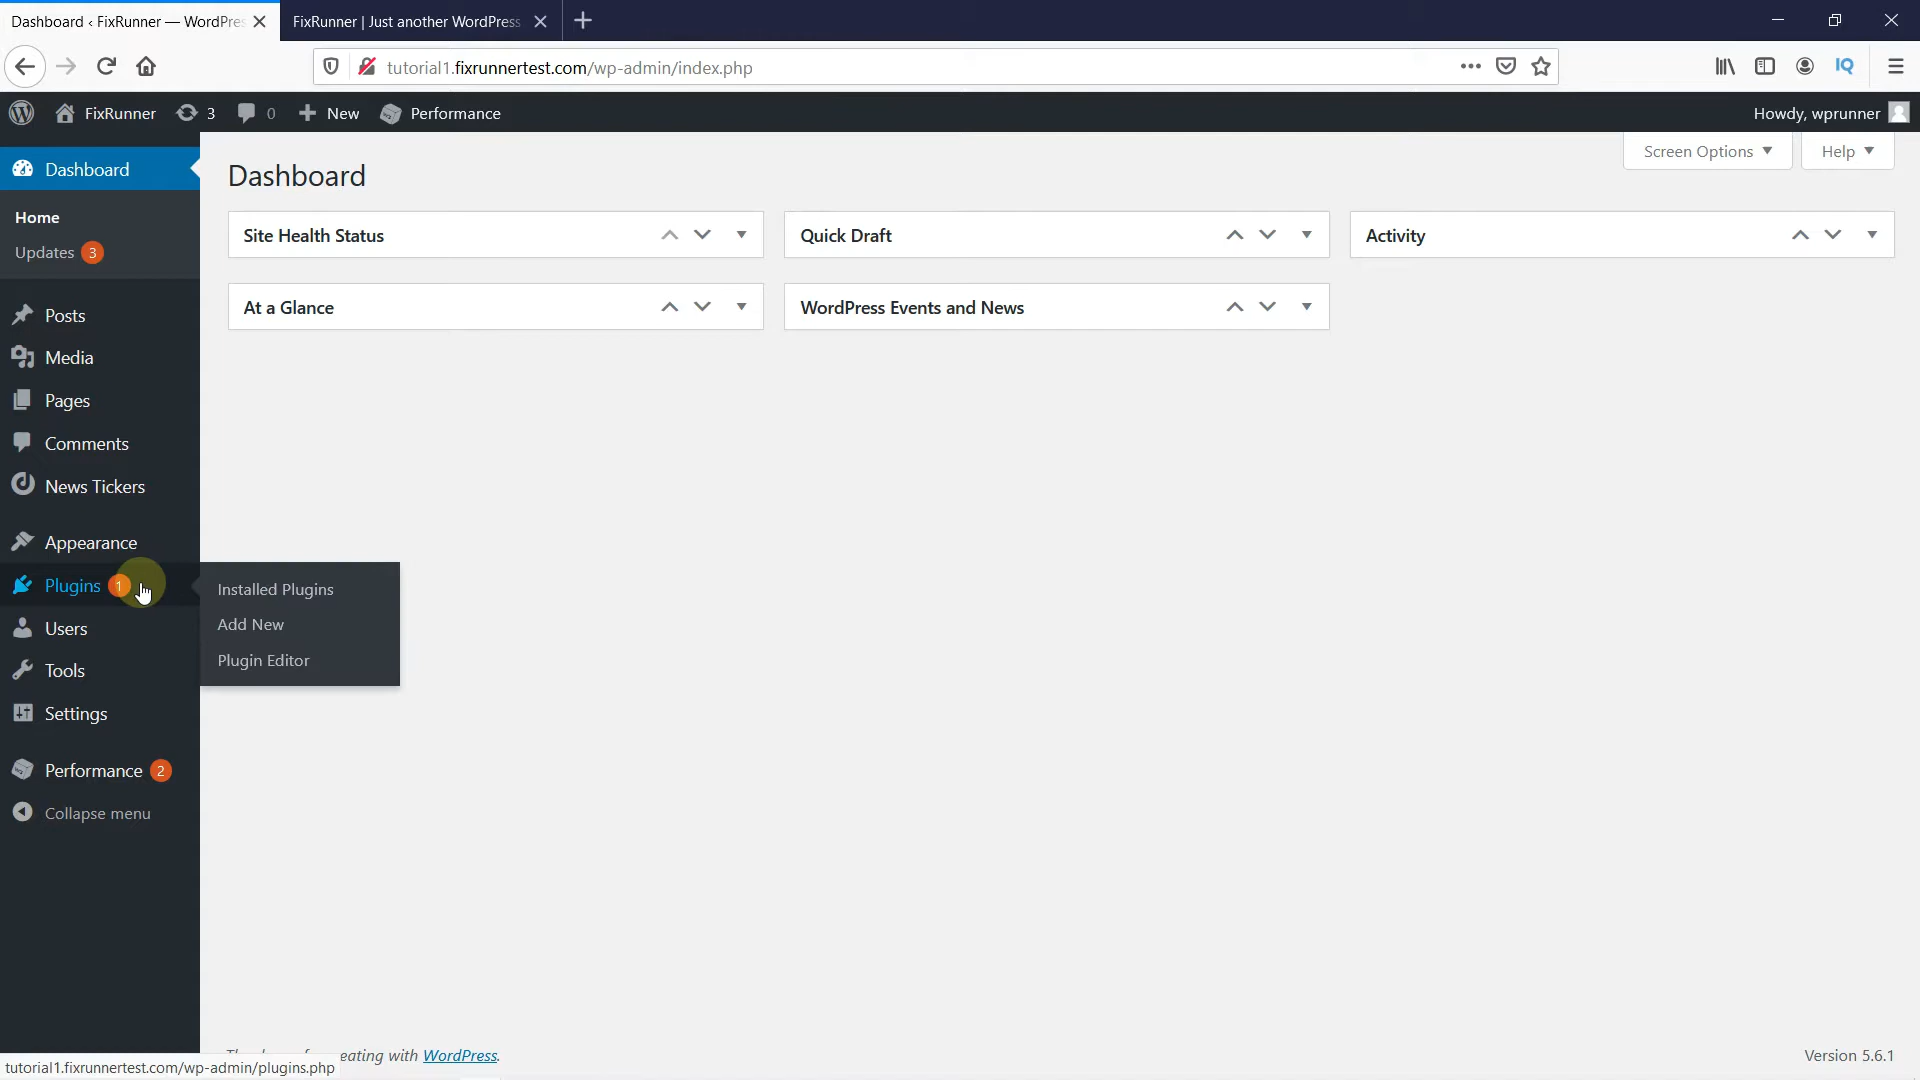 Dashboard ‹ FixRunner — WordPres
FixRunner | Just another WordPress
tutorial1.fixrunnertest.com/wp-admin/index.php
IQ
FixRunner 3 0 New Performance
Howdy, wprunner
Screen Options
Help
Dashboard
Dashboard
Home
Updates 3
Posts
Media
Pages
Comments
News Tickers
Appearance
Plugins 1
Users
Tools
Settings
Performance 2
Collapse menu
Installed Plugins
Add New
Plugin Editor
Site Health Status
Quick Draft
Activity
At a Glance
WordPress Events and News
eating with WordPress.
Version 5.6.1
tutorial1.fixrunnertest.com/wp-admin/plugins.php